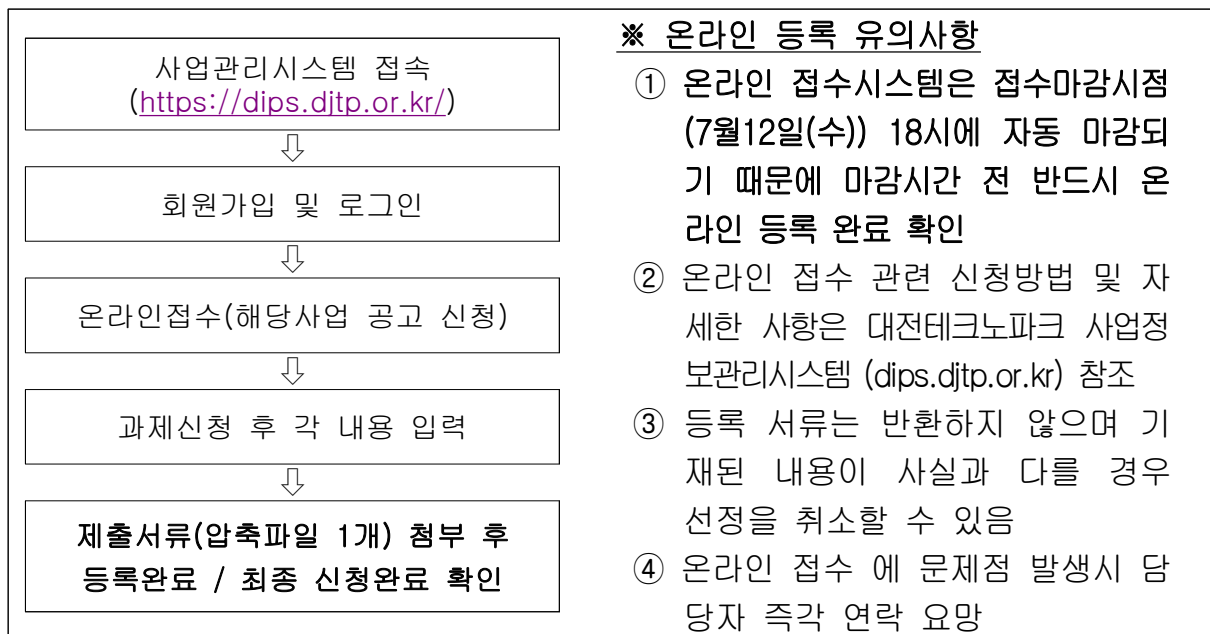 사업관리시스템 접속
(https://dips.djtp.or.kr/)
⇩
회원가입 및 로그인
⇩
온라인접수(해당사업 공고 신청)
⇩
과제신청 후 각 내용 입력
⇩
제출서류(압축파일 1개) 첨부 후
등록완료 / 최종 신청완료 확인
※ 온라인 등록 유의사항
① 온라인 접수시스템은 접수마감시점
(7월12일(수)) 18시에 자동 마감되
기 때문에 마감시간 전 반드시 온
라인 등록 완료 확인
② 온라인 접수 관련 신청방법 및 자
세한 사항은 대전테크노파크 사업정
보관리시스템 (dips.djtp.or.kr) 참조
③ 등록 서류는 반환하지 않으며 기
재된 내용이 사실과 다를 경우
선정을 취소할 수 있음
④ 온라인 접수 에 문제점 발생시 담
당자 즉각 연락 요망